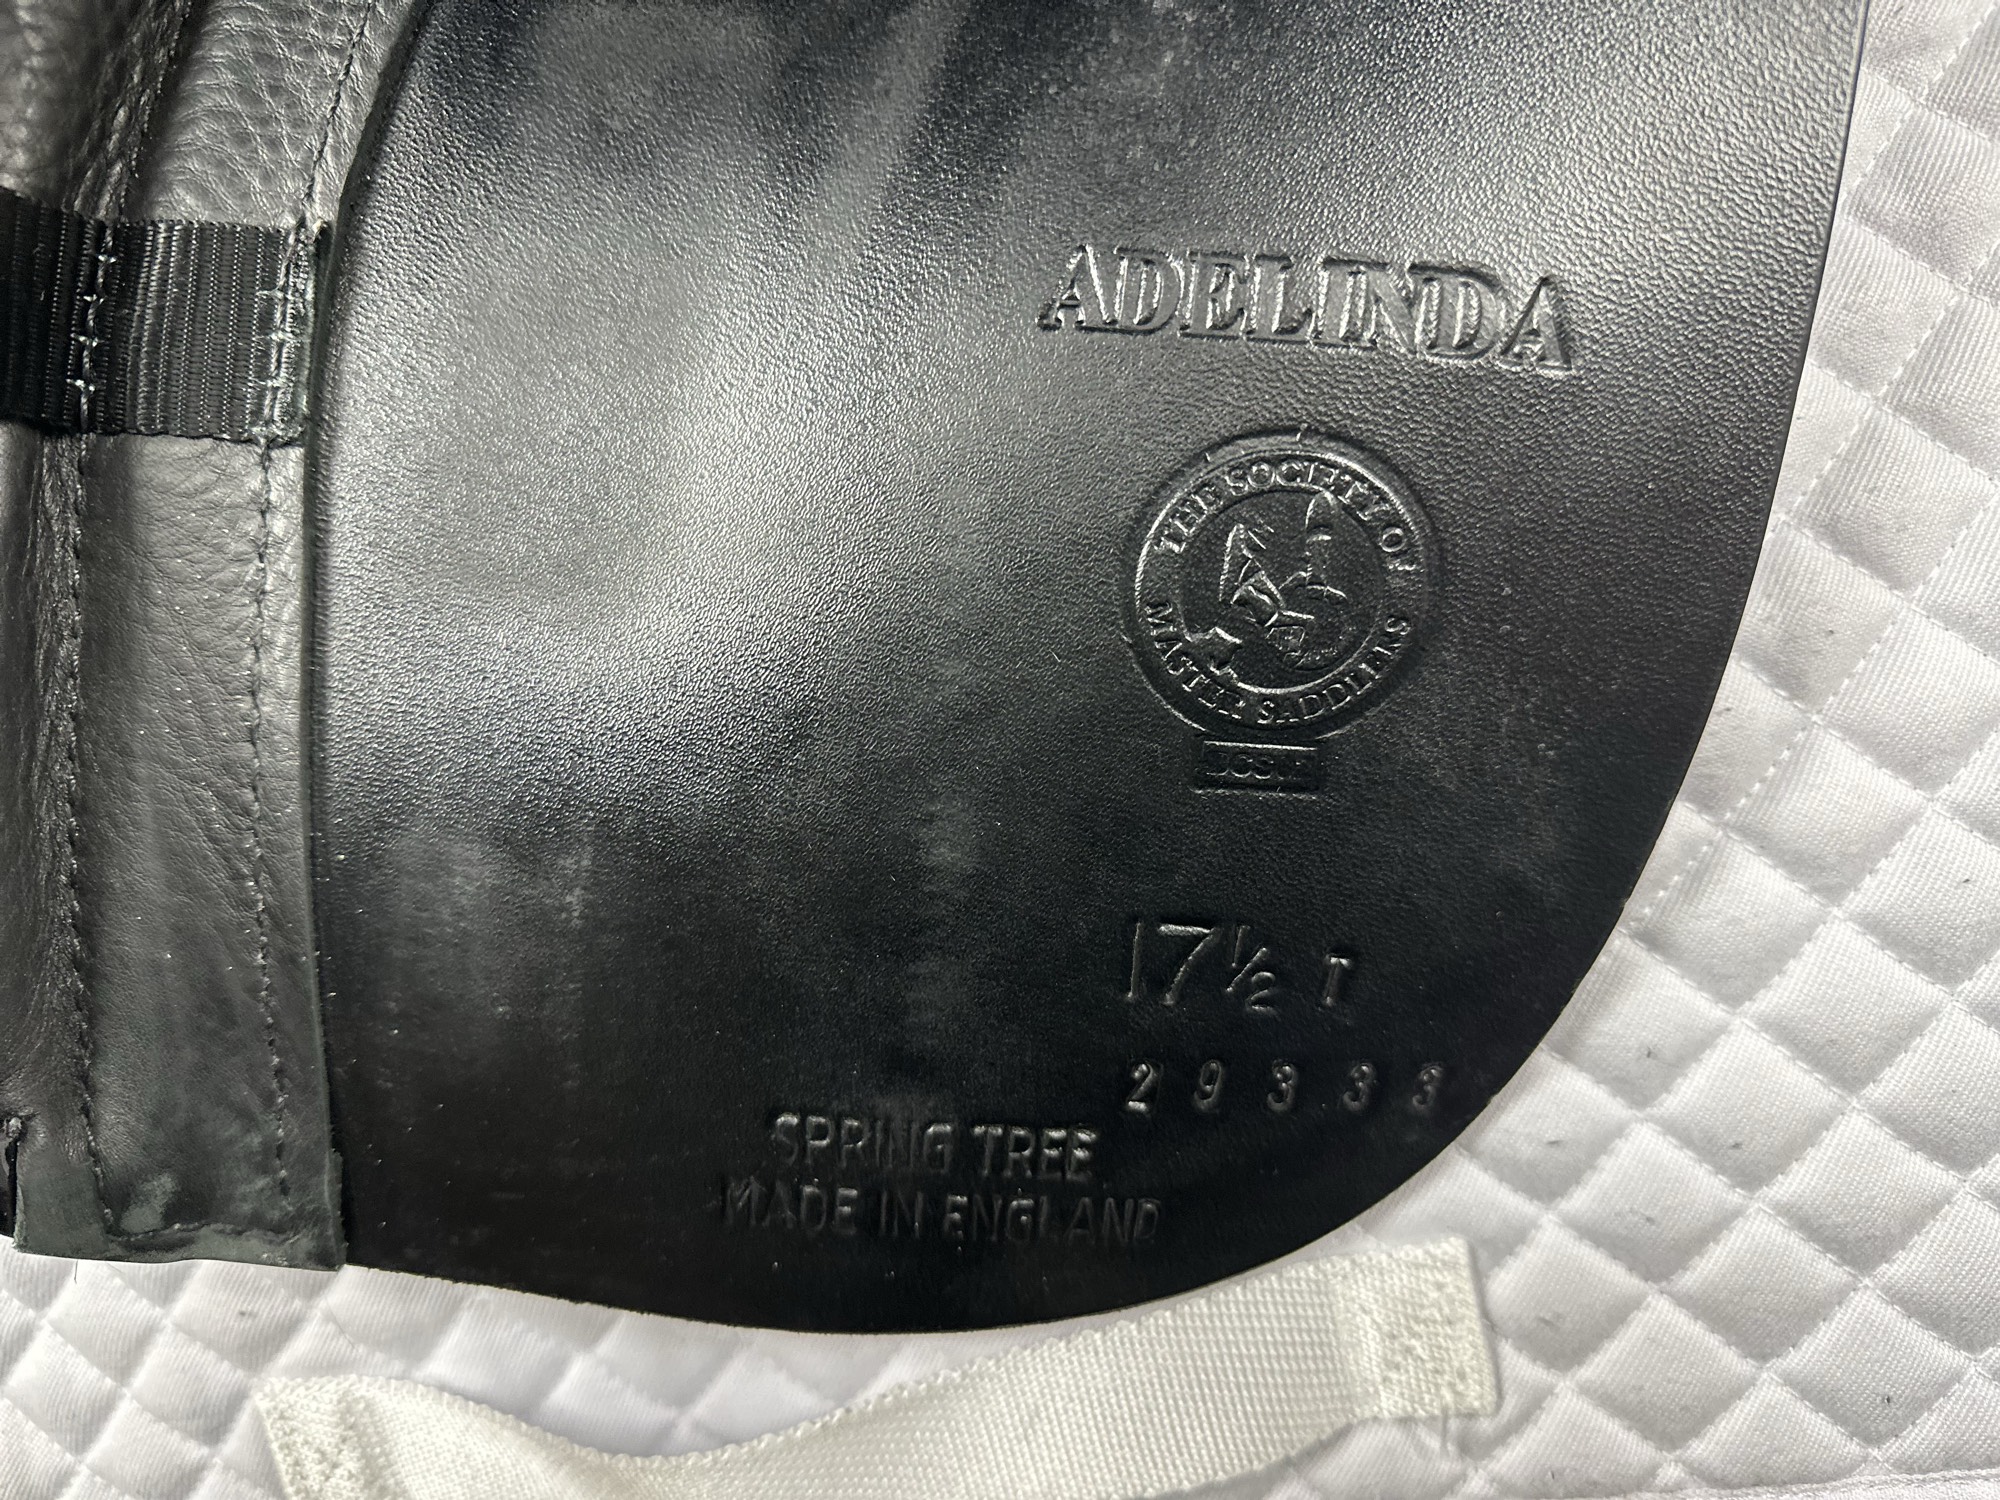 ADELINDA
THE SOCIETY OF
MASTER SADDLERS
17½ T
29333
SPRING TREE
MADE IN ENGLAND